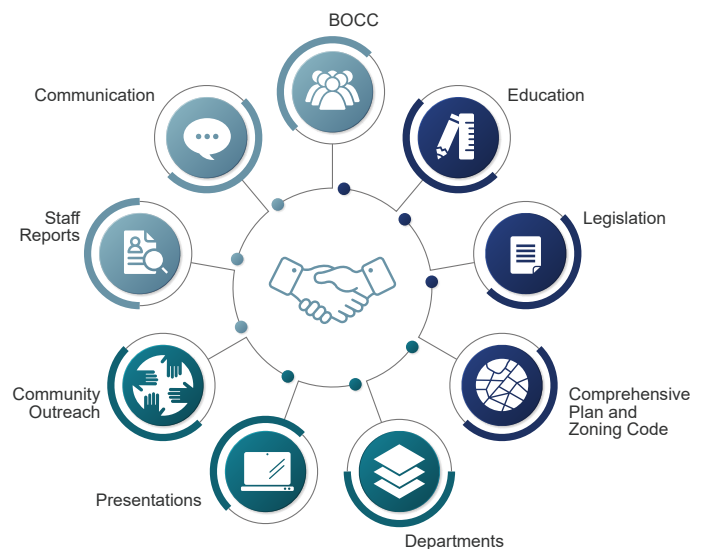 BOCC
Communication
Education
Staff
Reports
Legislation
Community
Outreach
Comprehensive
Plan and
Zoning Code
Presentations
Departments